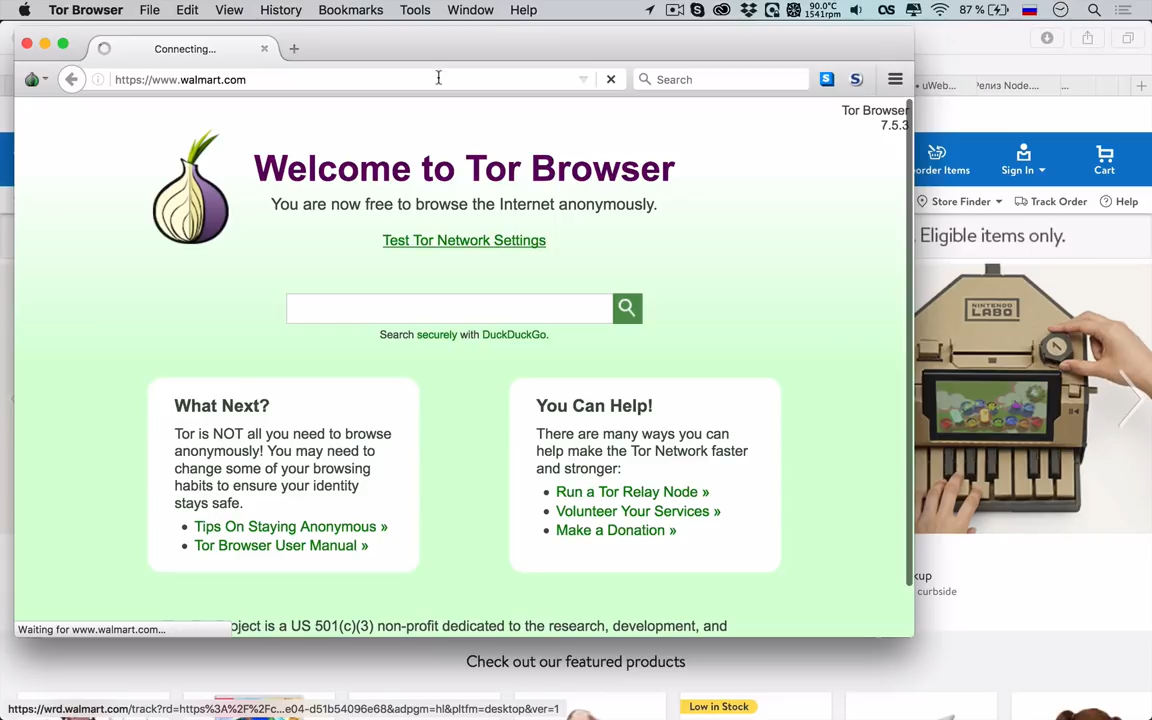 Tor Browser File Edit View History Bookmarks Tools Window Help
90.0°C
1541rpm
87 %
Connecting...
https://www.walmart.com
Search
Tor Browser
7.5.3
Welcome to Tor Browser
You are now free to browse the Internet anonymously.
Test Tor Network Settings
Search securely with DuckDuckGo.
What Next?
Tor is NOT all you need to browse
anonymously! You may need to
change some of your browsing
habits to ensure your identity
stays safe.
Tips On Staying Anonymous »
Tor Browser User Manual »
You Can Help!
There are many ways you can
help make the Tor Network faster
and stronger:
Run a Tor Relay Node »
Volunteer Your Services »
Make a Donation »
oject is a US 501(c)(3) non-profit dedicated to the research, development, and
Waiting for www.walmart.com...
uWeb...
Релиз Node....
...
order Items
Sign In
Cart
Store Finder
Track Order
Help
. Eligible items only.
NINTENDO
LABO
kup
curbside
Check out our featured products
Low in Stock
https://wrd.walmart.com/track?rd=https%3A%2F%2Fc...e04-d51b54096e68&adpgm=hl&pltfm=desktop&ver=1